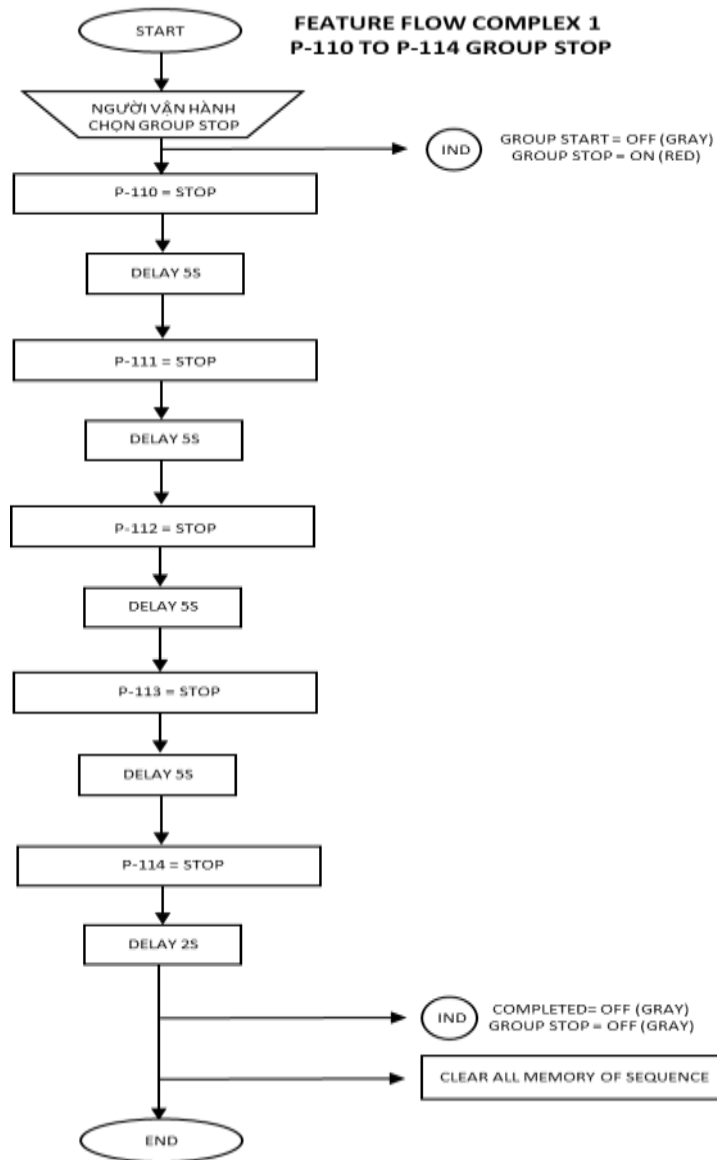 START
FEATURE FLOW COMPLEX 1
P-110 TO P-114 GROUP STOP
NGƯỜI VẬN HÀNH
CHỌN GROUP STOP
IND
GROUP START = OFF (GRAY)
GROUP STOP = ON (RED)
P-110 = STOP
DELAY 5S
P-111 = STOP
DELAY 5S
P-112 = STOP
DELAY 5S
P-113 = STOP
DELAY 5S
P-114 = STOP
DELAY 2S
IND
COMPLETED= OFF (GRAY)
GROUP STOP = OFF (GRAY)
CLEAR ALL MEMORY OF SEQUENCE
END